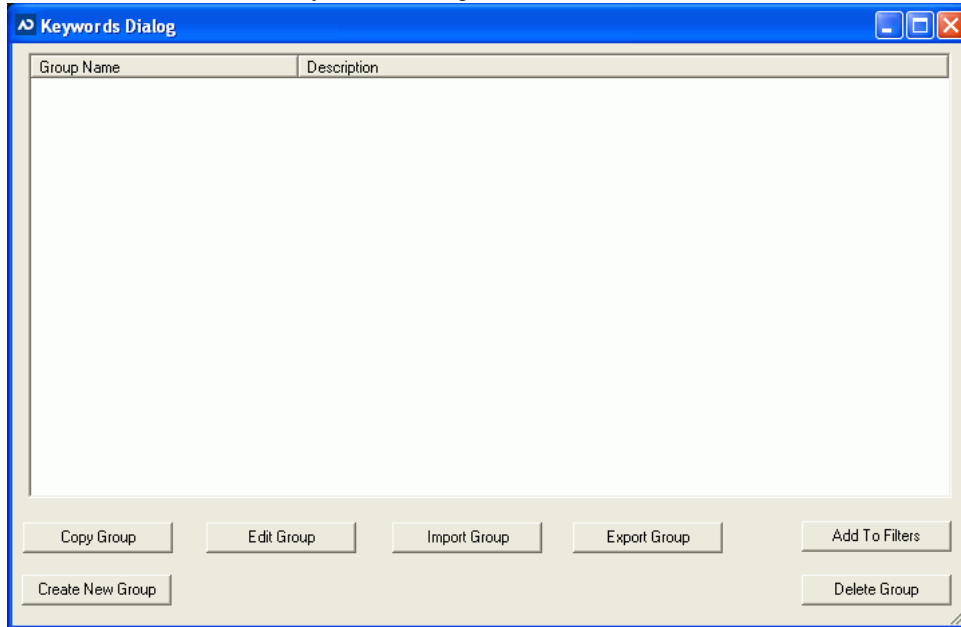 Keywords Dialog
Group Name Description
Copy Group Edit Group Import Group Export Group Add To Filters
Create New Group Delete Group